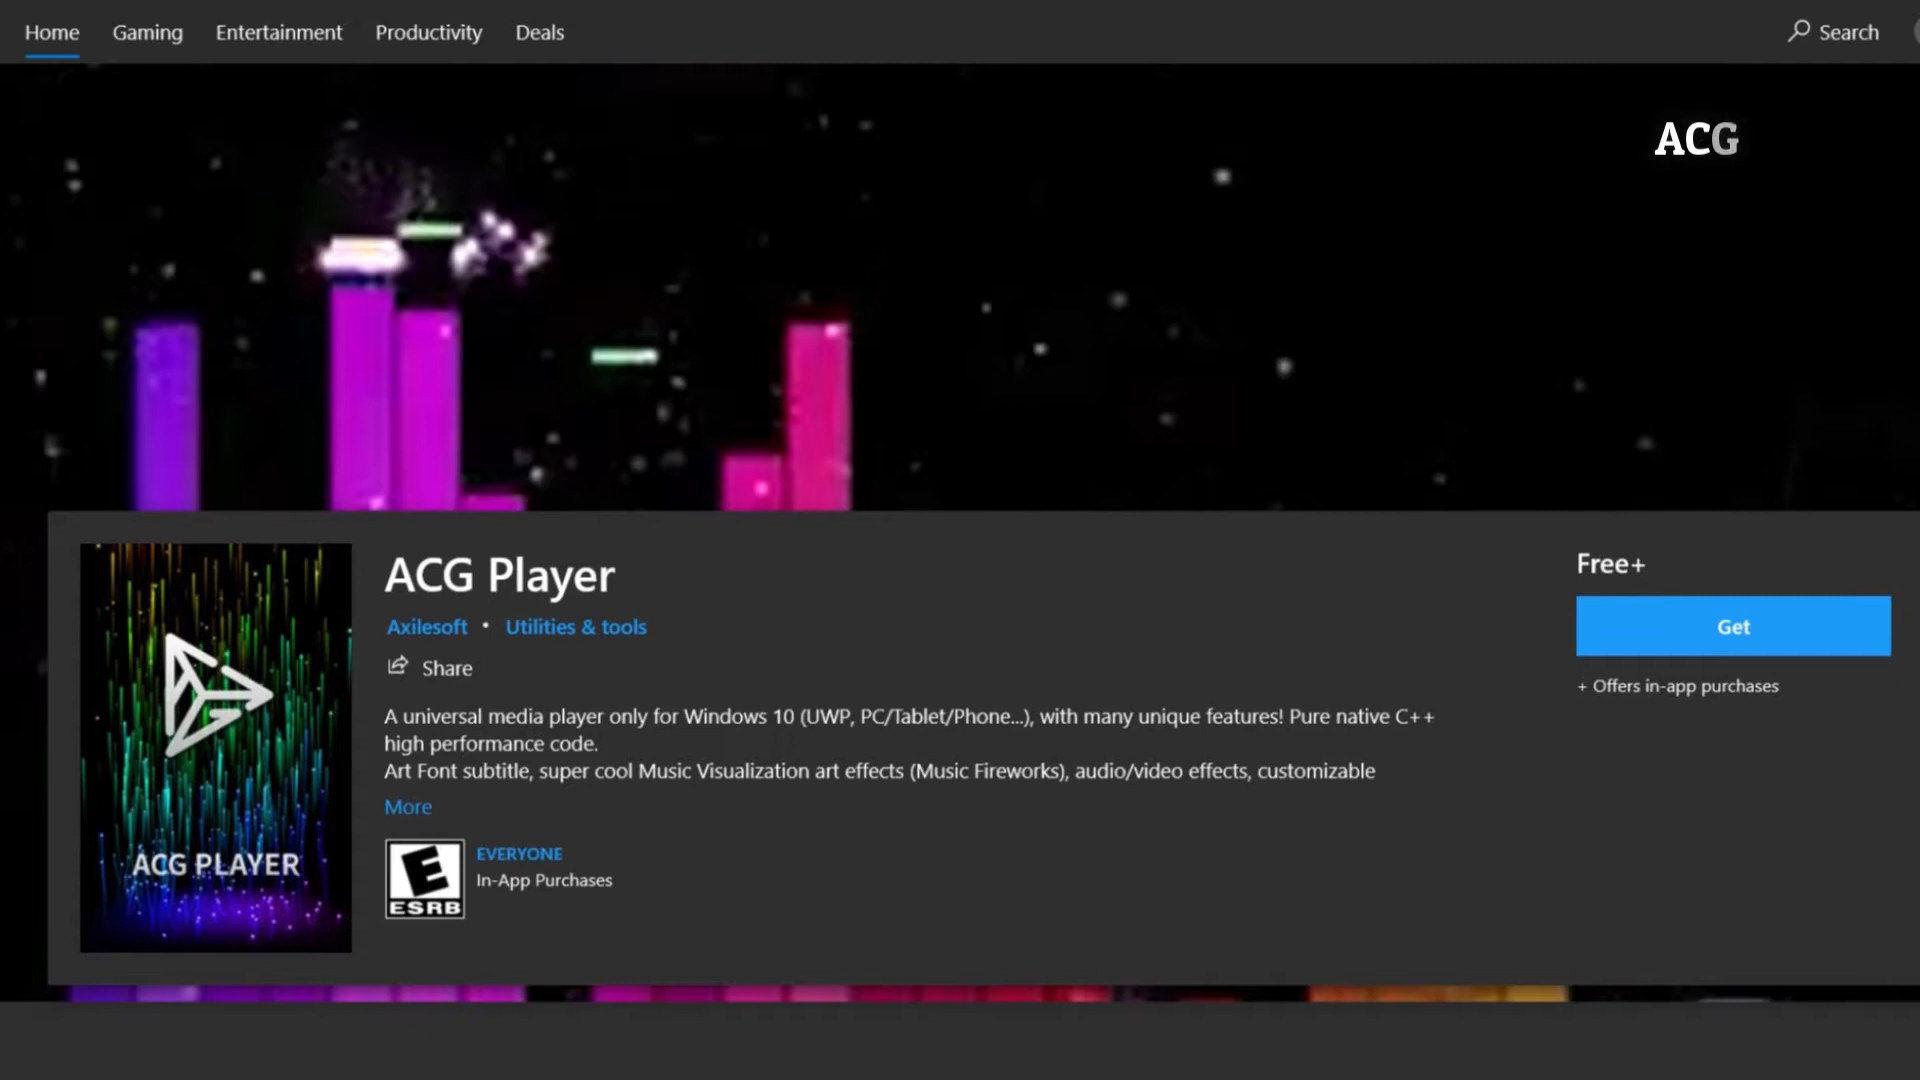 Home Gaming Entertainment Productivity Deals Search
ACG
ACG Player
Axilesoft • Utilities & tools
Share
A universal media player only for Windows 10 (UWP, PC/Tablet/Phone...), with many unique features! Pure native C++
high performance code.
Art Font subtitle, super cool Music Visualization art effects (Music Fireworks), audio/video effects, customizable
More
E
ESRB
EVERYONE
In-App Purchases
ACG PLAYER
Free+
Get
+ Offers in-app purchases